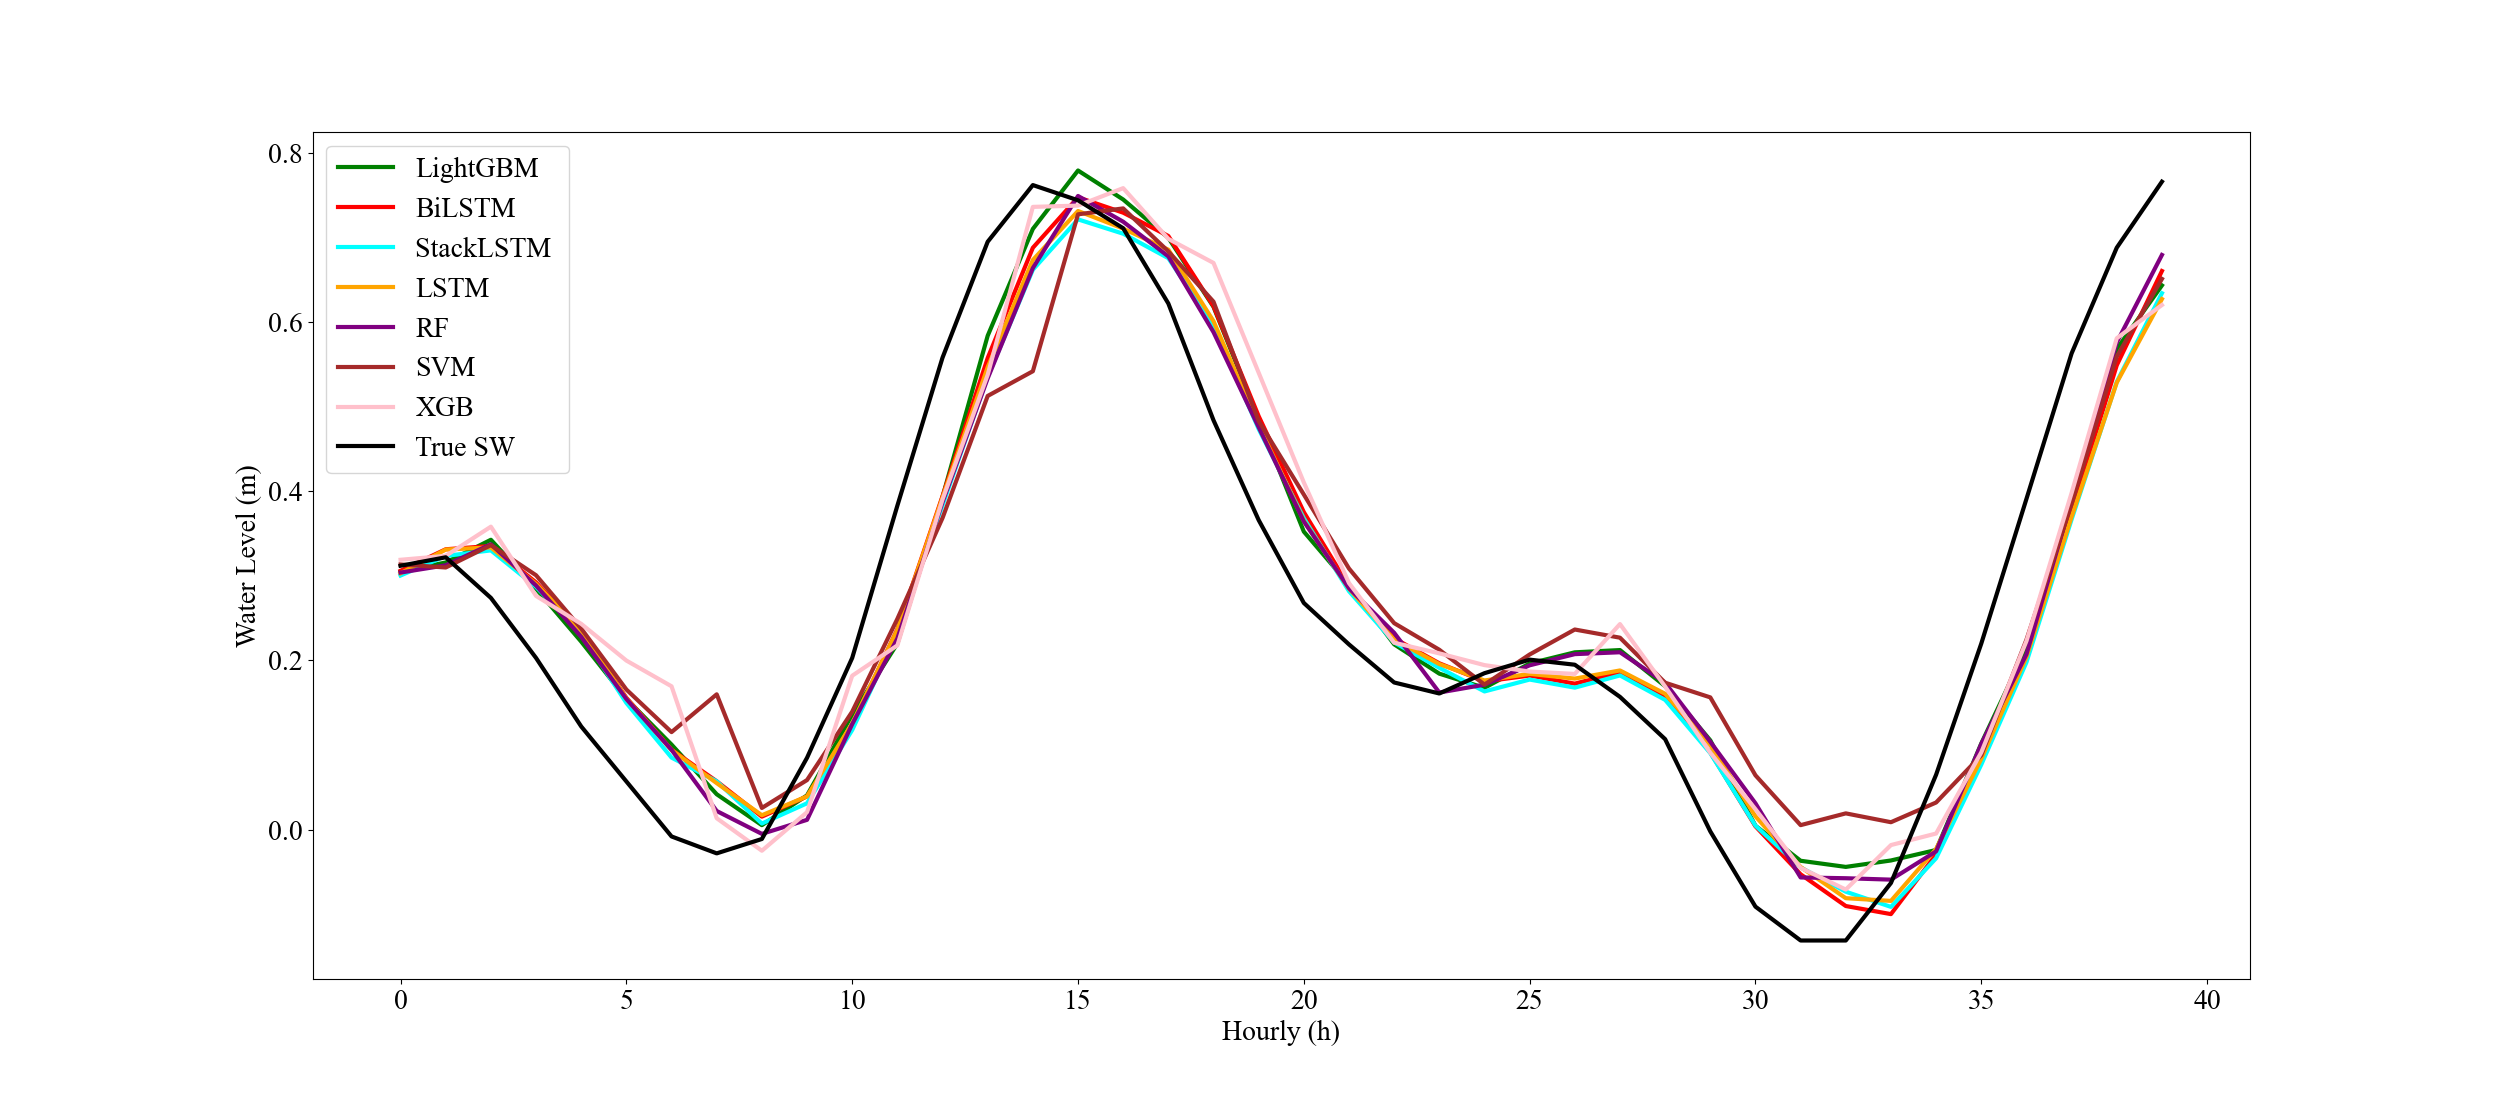 LightGBM
BiLSTM
StackLSTM
LSTM
RF
SVM
XGB
True SW
Water Level (m)
0.8
0.6
0.4
0.2
0.0
0 5 10 15 20 25 30 35 40
Hourly (h)